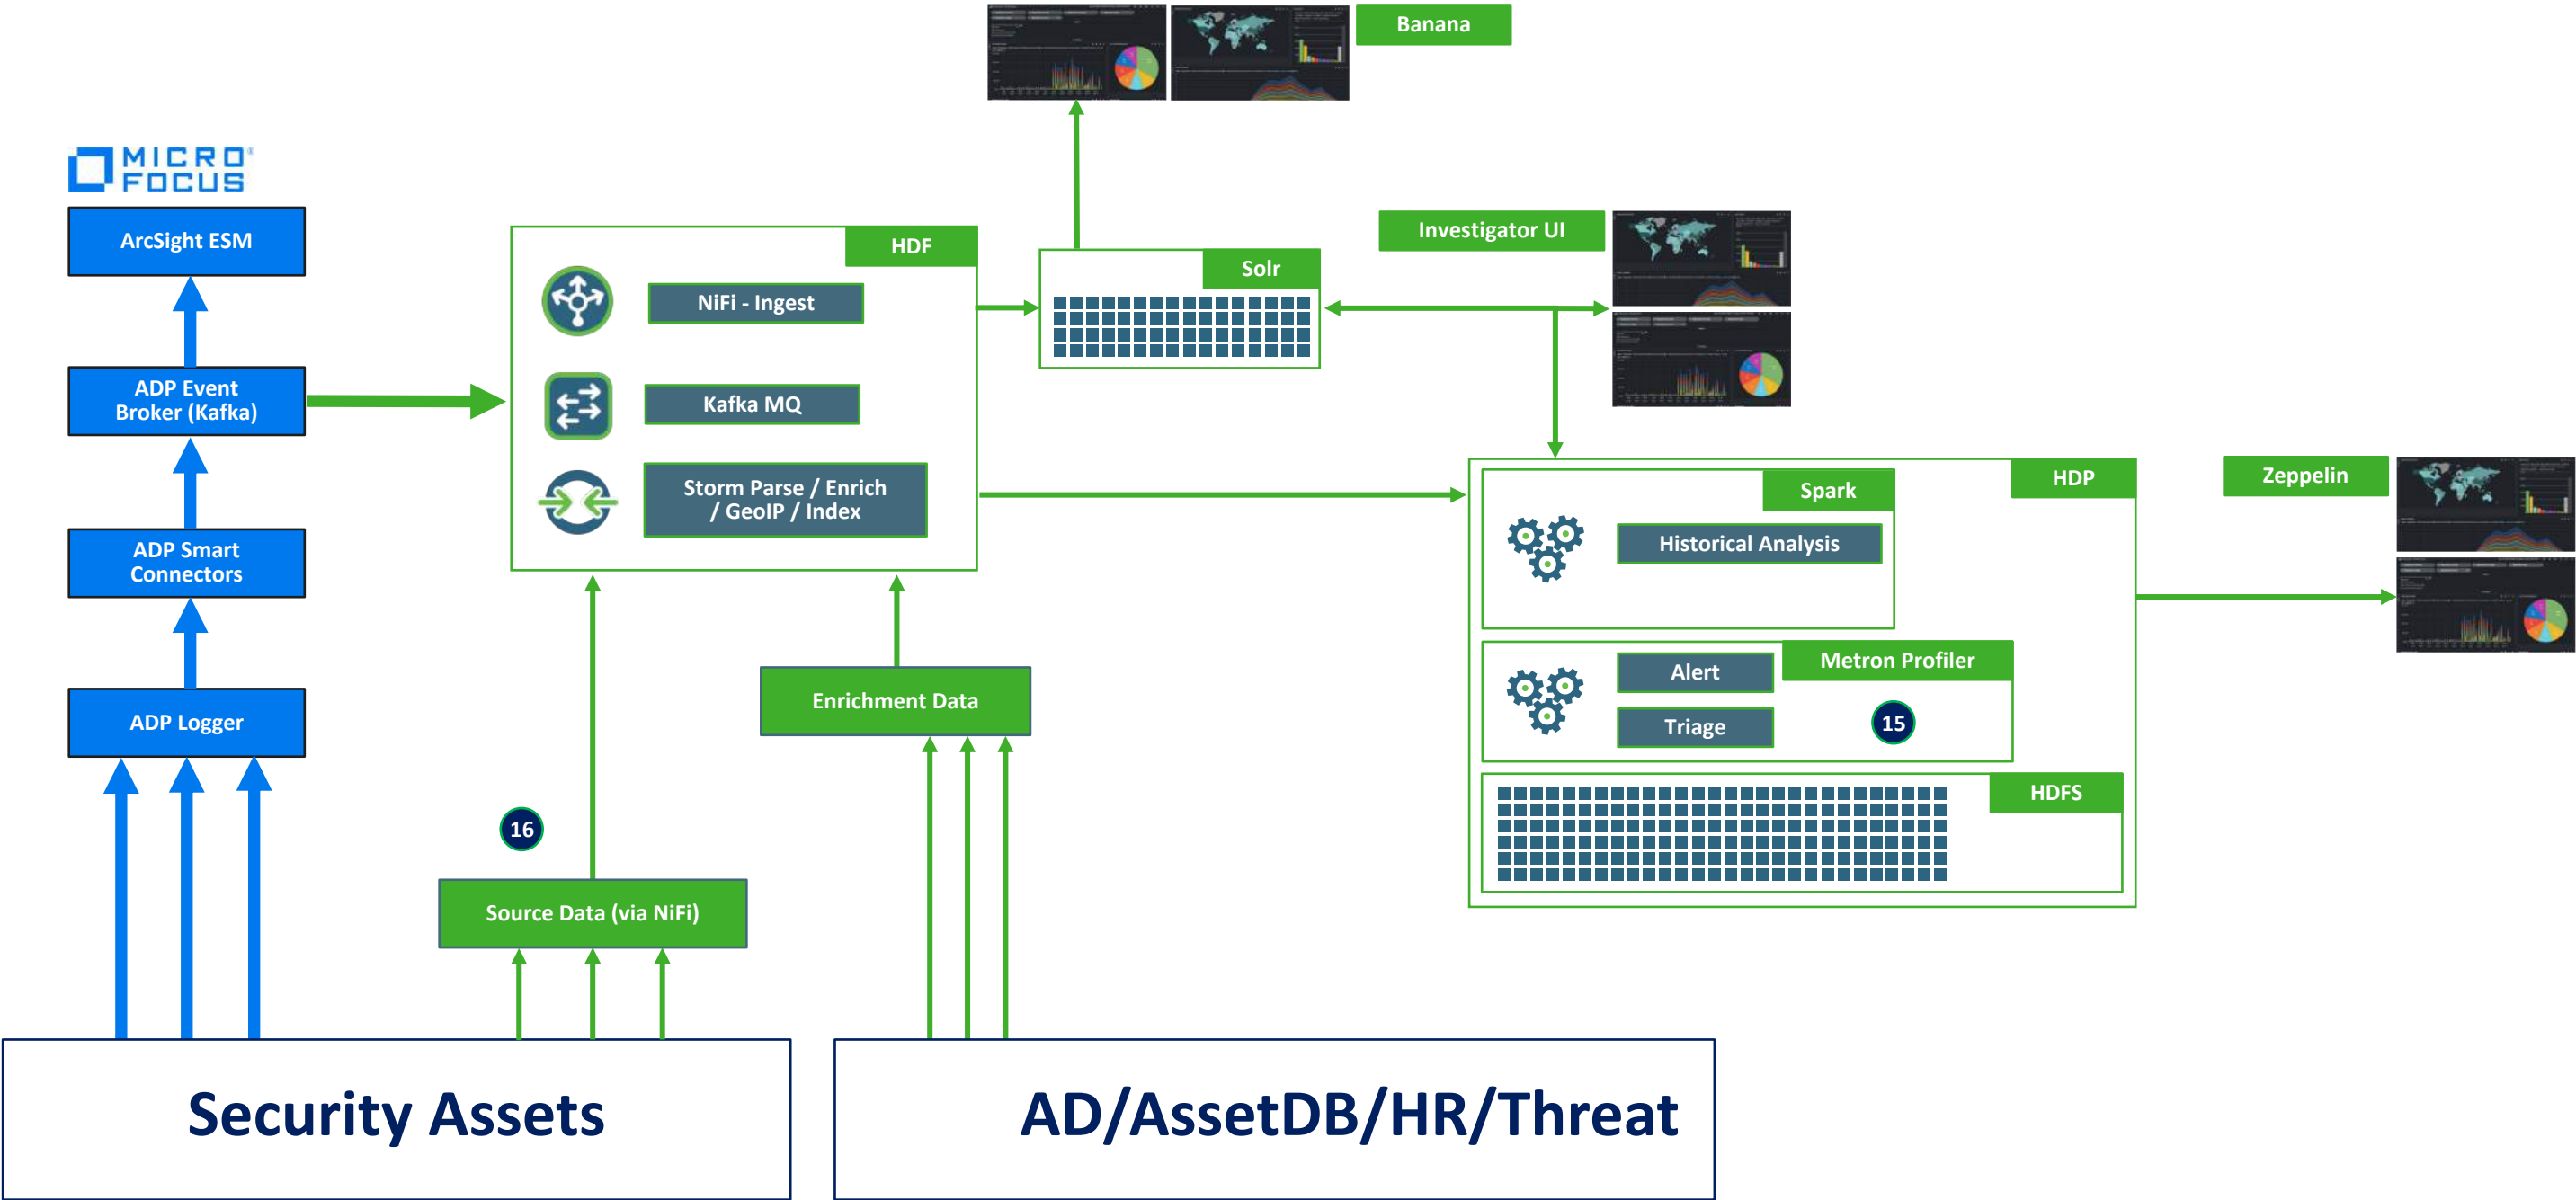 Banana
MICRO
FOCUS
ArcSight ESM
HDF
Investigator UI
Solr
NiFi - Ingest
ADP Event
Broker (Kafka)
Kafka MQ
Storm Parse / Enrich
/ GeoIP / Index
HDP
Zeppelin
Spark
Historical Analysis
ADP Smart
Connectors
Metron Profiler
Alert
Triage
15
Enrichment Data
ADP Logger
HDFS
16
Source Data (via NiFi)
Security Assets
AD/AssetDB/HR/Threat